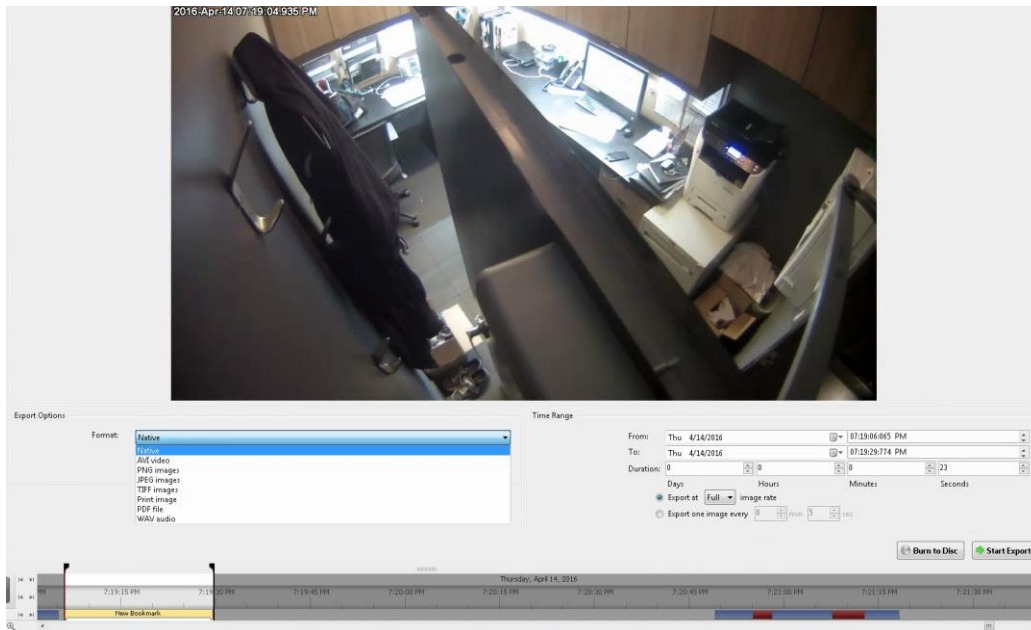 2016-Apr-14 07:19:04.935 PM
Export Options
Format: Native
Native
AVI video
PNG images
JPEG images
TIFF images
Print image
PDF file
WAV audio
Time Range
From: Thu 4/14/2016 07:19:06:065 PM
To: Thu 4/14/2016 07:19:29:774 PM
Duration: 0 0 0 23
Days Hours Minutes Seconds
Export at Full image rate
Export one image every 0 min 5 sec
Burn to Disc Start Export
Thursday, April 14, 2016
PM 7:19:15 PM 7:19:30 PM 7:19:45 PM 7:20:00 PM 7:20:15 PM 7:20:30 PM 7:20:45 PM 7:21:00 PM 7:21:15 PM 7:21:30 PM
New Bookmark